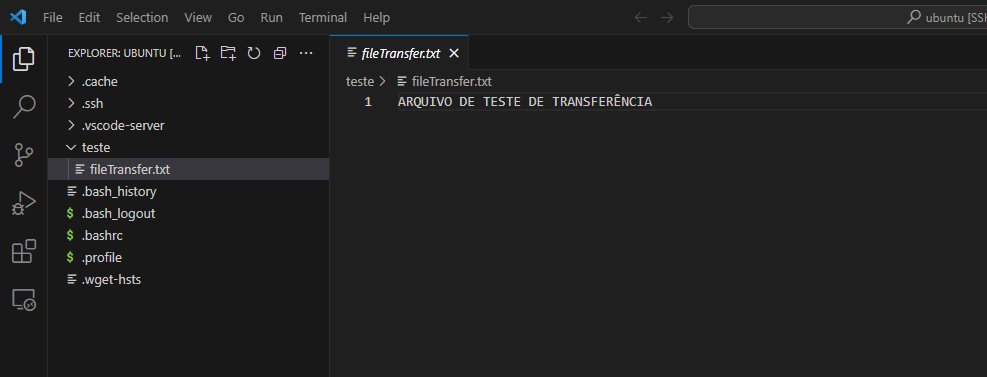 File Edit Selection View Go Run Terminal Help
ubuntu [SSH
EXPLORER: UBUNTU [...
fileTransfer.txt
.cache
teste > fileTransfer.txt
.ssh
1 ARQUIVO DE TESTE DE TRANSFERÊNCIA
.vscode-server
teste
fileTransfer.txt
.bash_history
$ .bash_logout
$ .bashrc
$ .profile
.wget-hsts